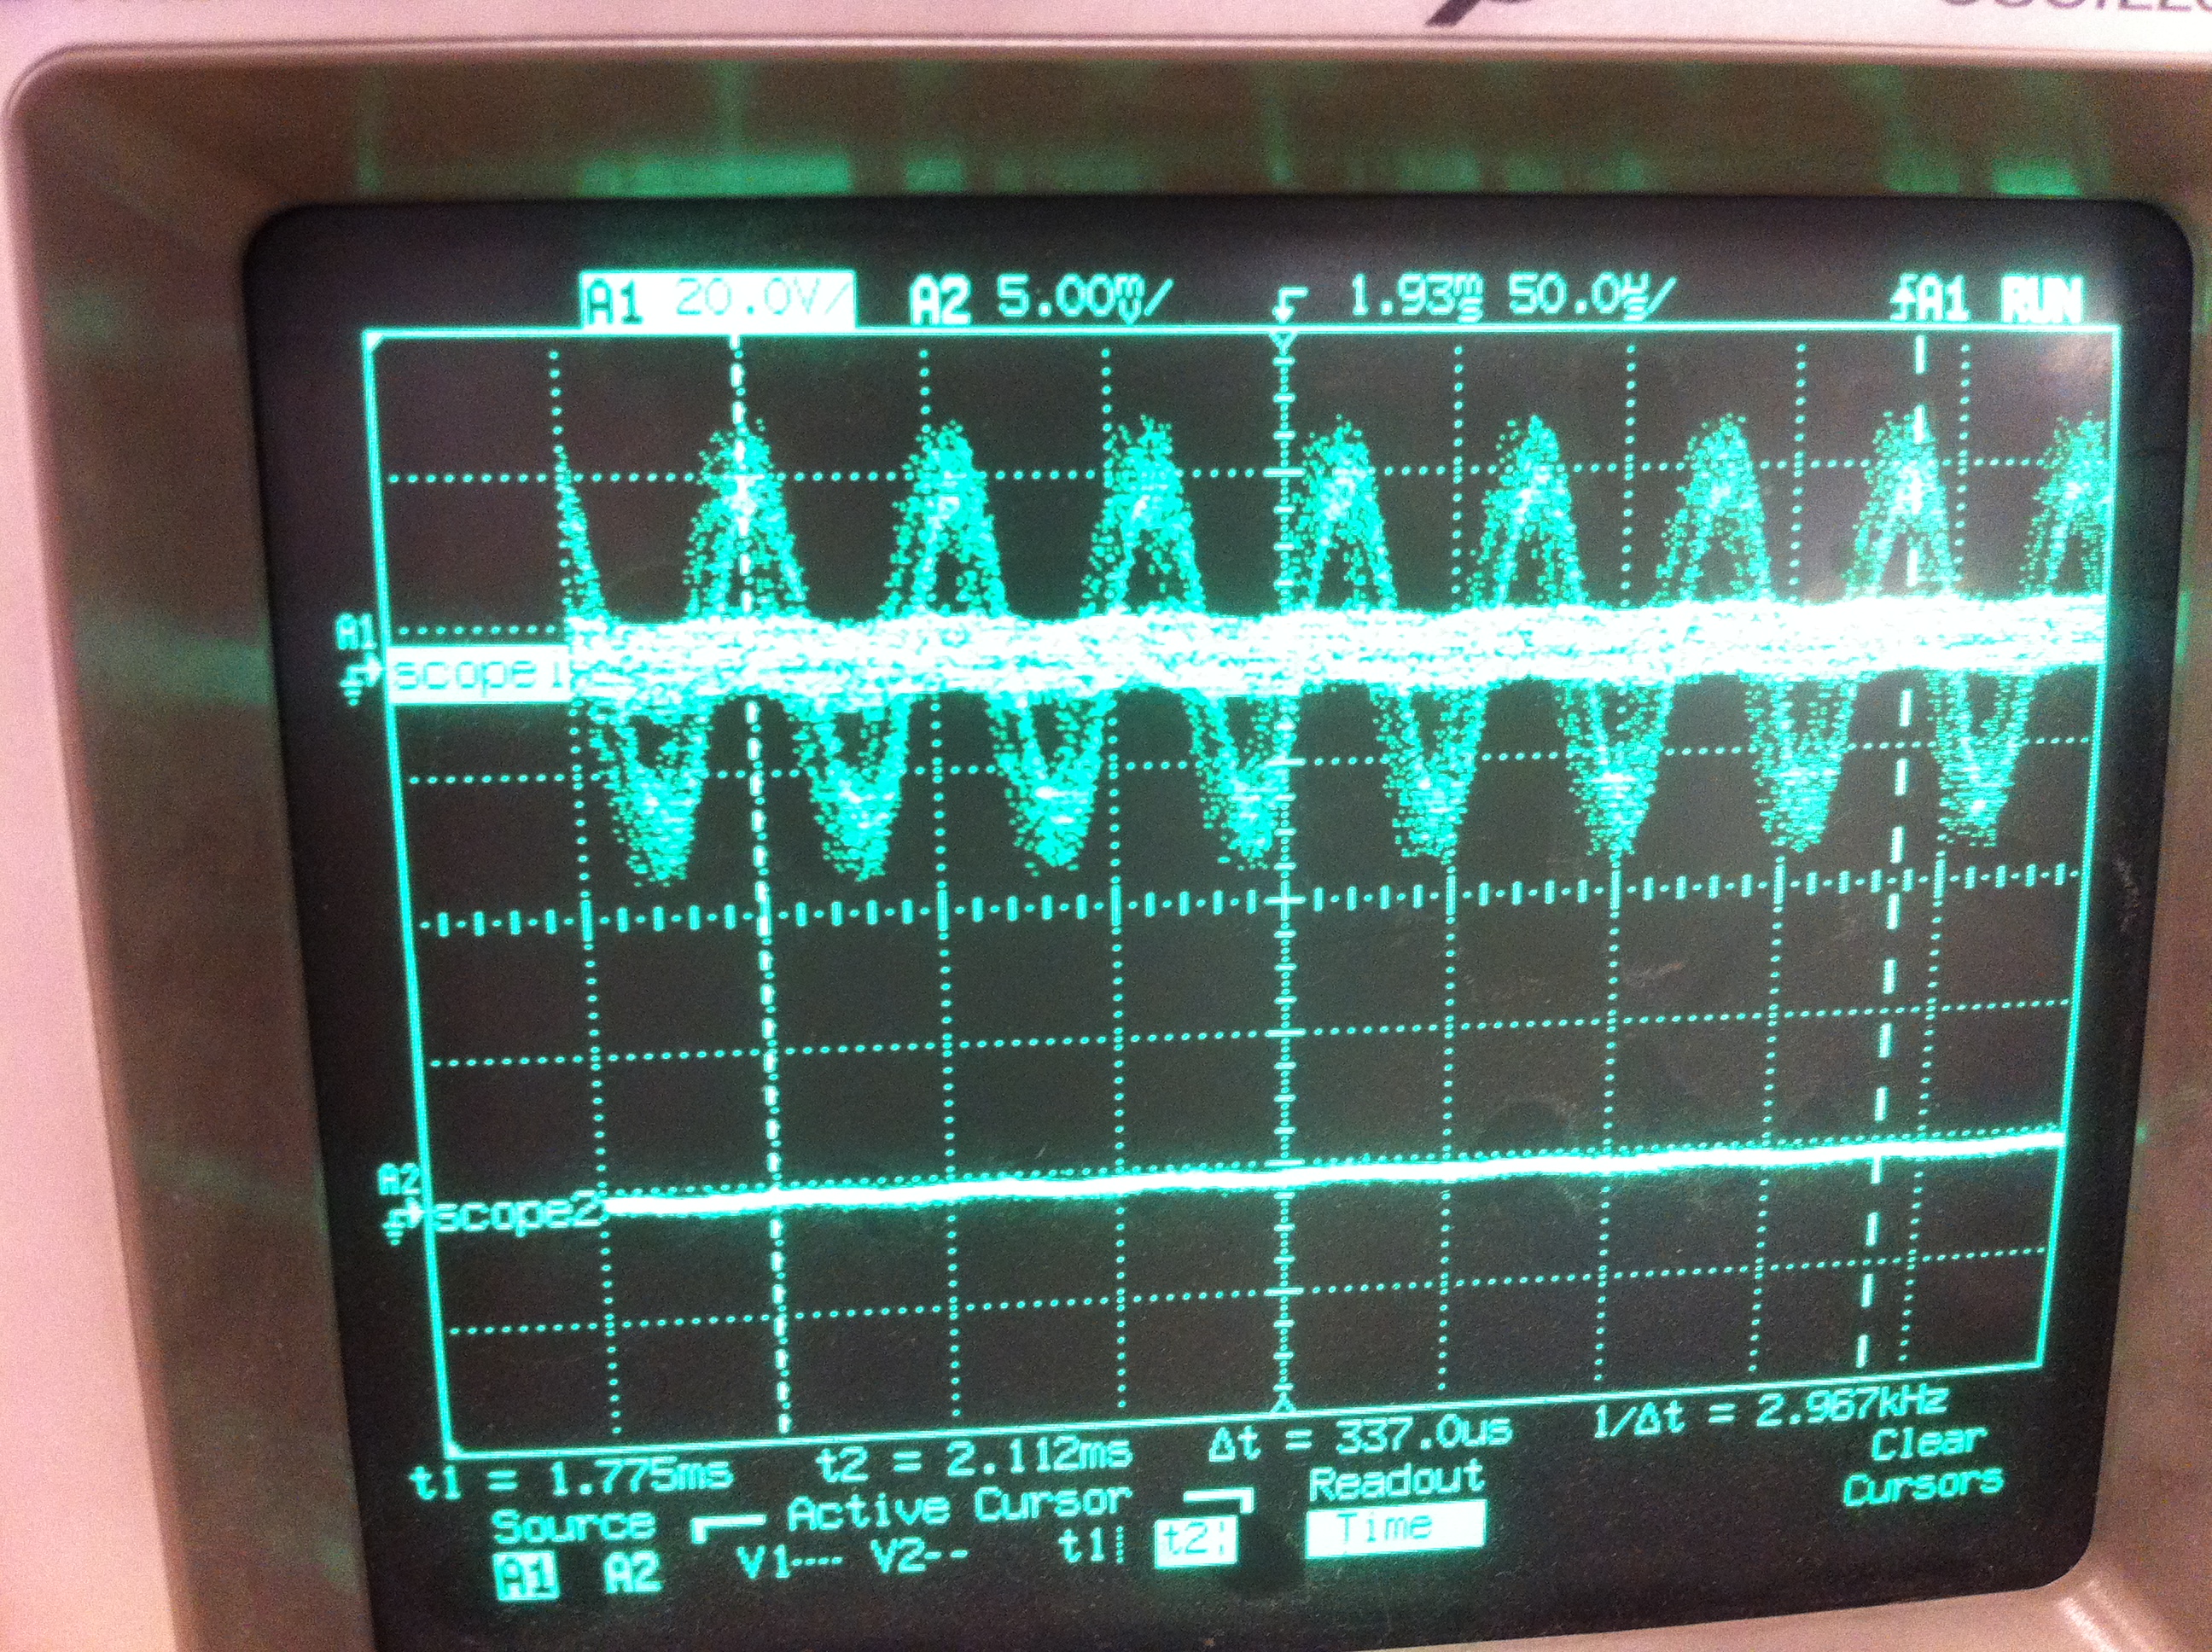 A1 20.0V/ A2 5.00mV/ 1.93ms 50.0µs/ A1 RUN
A1
scope1
A2
scope2
t1 = 1.775ms t2 = 2.112ms Δt = 337.0us 1/Δt = 2.967kHz
Source Active Cursor Readout Clear
A1 A2 V1 V2 t1 t2 Time Cursors